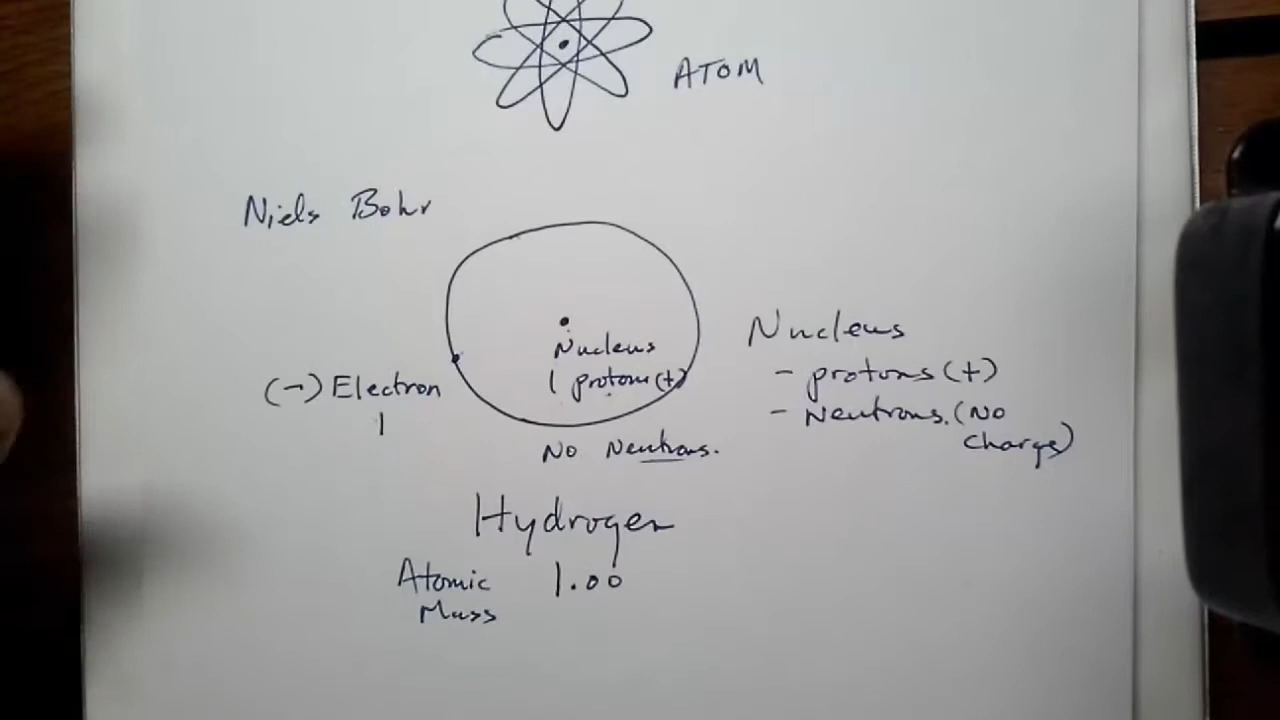 ATOM
Niels Bohr
Nucleus
1 protons (+)
(-) Electron
1
Nucleus
- protons (+)
- Neutrons. (No
charge)
No Neutrons.
Hydrogen
Atomic 1.00
Mass